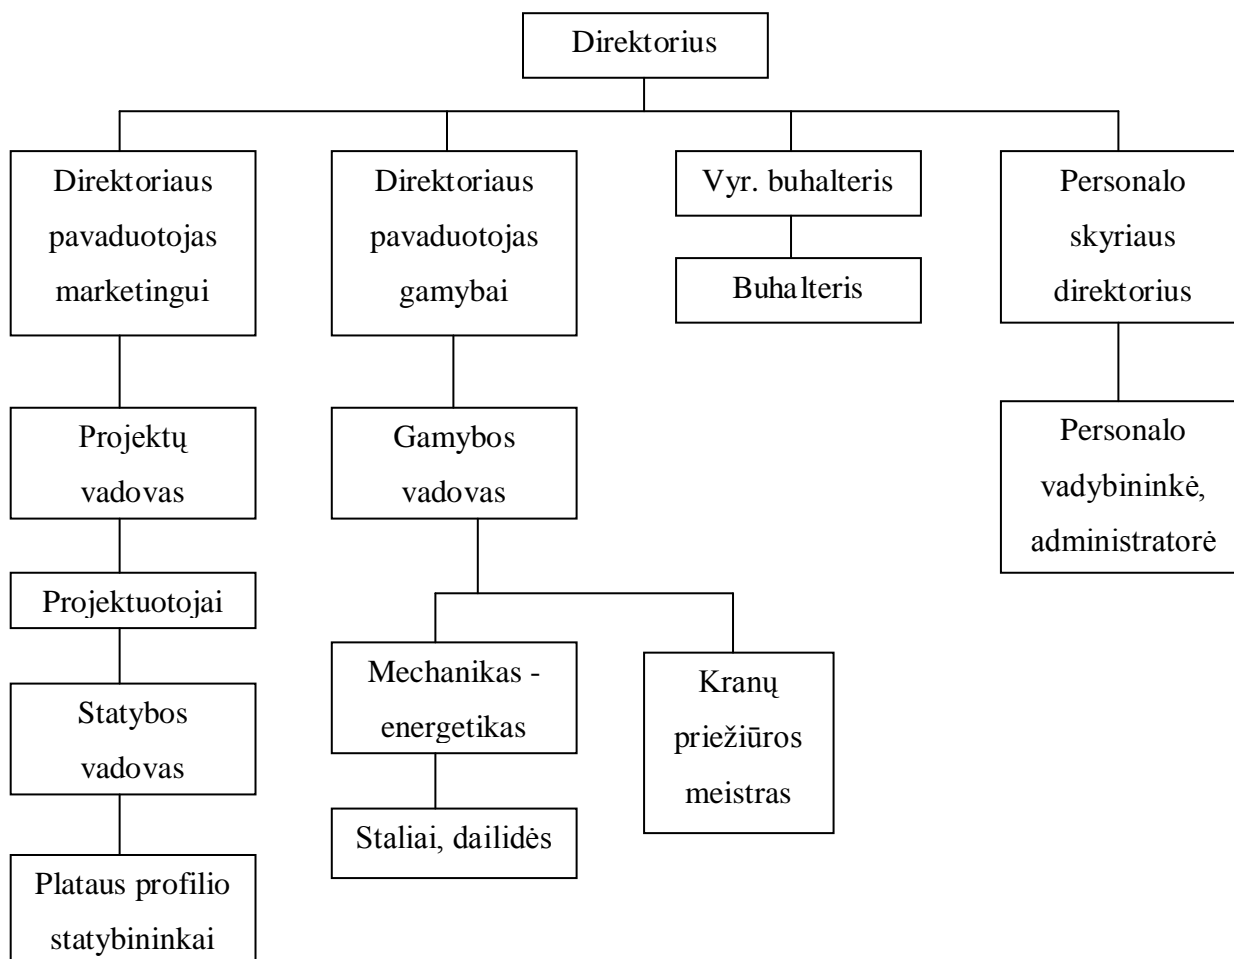 Direktorius
Direktoriaus
pavaduotojas
marketingui
Direktoriaus
pavaduotojas
gamybai
Vyr. buhalteris
Buhalteris
Personalo
skyriaus
direktorius
Projektų
vadovas
Gamybos
vadovas
Personalo
vadybininkė,
administratorė
Projektuotojai
Statybos
vadovas
Mechanikas -
energetikas
Kranų
priežiūros
meistras
Staliai, dailidės
Plataus profilio
statybininkai